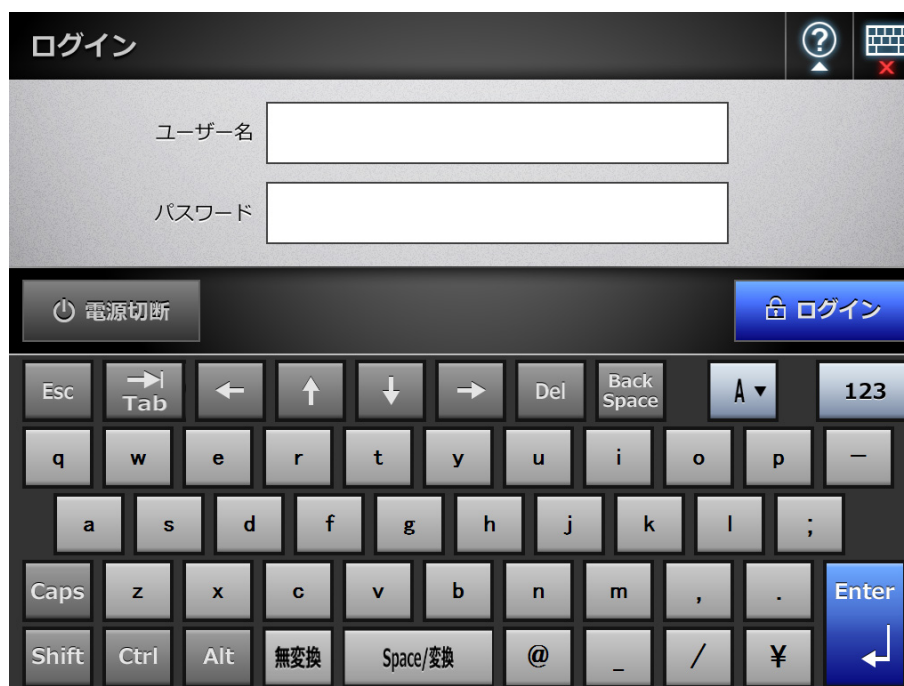 ログイン
ユーザー名
パスワード
電源切断 ログイン
Esc Tab Del Back Space A 123
q w e r t y u i o p −
a s d f g h j k l ;
Caps z x c v b n m , . Enter
Shift Ctrl Alt 無変換 Space/変換 @ _ / ¥